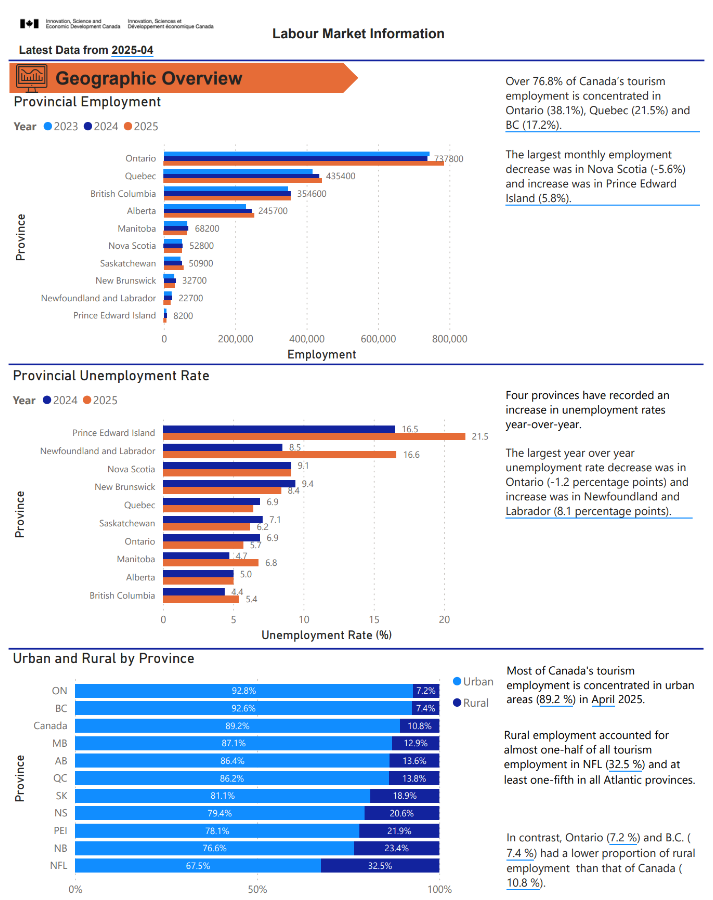 Innovation, Science and
Economic Development Canada
Innovation, Sciences et
Développement économique Canada
Labour Market Information
Latest Data from 2025-04
Geographic Overview
Provincial Employment
Year 2023 2024 2025
Province
Ontario 737800
Quebec 435400
British Columbia 354600
Alberta 245700
Manitoba 68200
Nova Scotia 52800
Saskatchewan 50900
New Brunswick 32700
Newfoundland and Labrador 22700
Prince Edward Island 8200
0 200,000 400,000 600,000 800,000
Employment
Over 76.8% of Canada's tourism
employment is concentrated in
Ontario (38.1%), Quebec (21.5%) and
BC (17.2%).
The largest monthly employment
decrease was in Nova Scotia (-5.6%)
and increase was in Prince Edward
Island (5.8%).
Provincial Unemployment Rate
Year 2024 2025
Province
Prince Edward Island 16.5
21.5
Newfoundland and Labrador 8.5
16.6
Nova Scotia 9.1
New Brunswick 9.4
8.4
Quebec 6.9
Saskatchewan 7.1
6.2
Ontario 6.9
5.7
Manitoba 4.7
6.8
Alberta 5.0
British Columbia 4.4
5.4
0 5 10 15 20
Unemployment Rate (%)
Four provinces have recorded an
increase in unemployment rates
year-over-year.
The largest year over year
unemployment rate decrease was in
Ontario (-1.2 percentage points) and
increase was in Newfoundland and
Labrador (8.1 percentage points).
Urban and Rural by Province
Urban
Rural
Province
ON 92.8% 7.2%
BC 92.6% 7.4%
Canada 89.2% 10.8%
MB 87.1% 12.9%
AB 86.4% 13.6%
QC 86.2% 13.8%
SK 81.1% 18.9%
NS 79.4% 20.6%
PEI 78.1% 21.9%
NB 76.6% 23.4%
NFL 67.5% 32.5%
0% 50% 100%
Most of Canada's tourism
employment is concentrated in urban
areas (89.2 %) in April 2025.
Rural employment accounted for
almost one-half of all tourism
employment in NFL (32.5 %) and at
least one-fifth in all Atlantic provinces.
In contrast, Ontario (7.2 %) and B.C. (
7.4 %) had a lower proportion of rural
employment than that of Canada (
10.8 %).